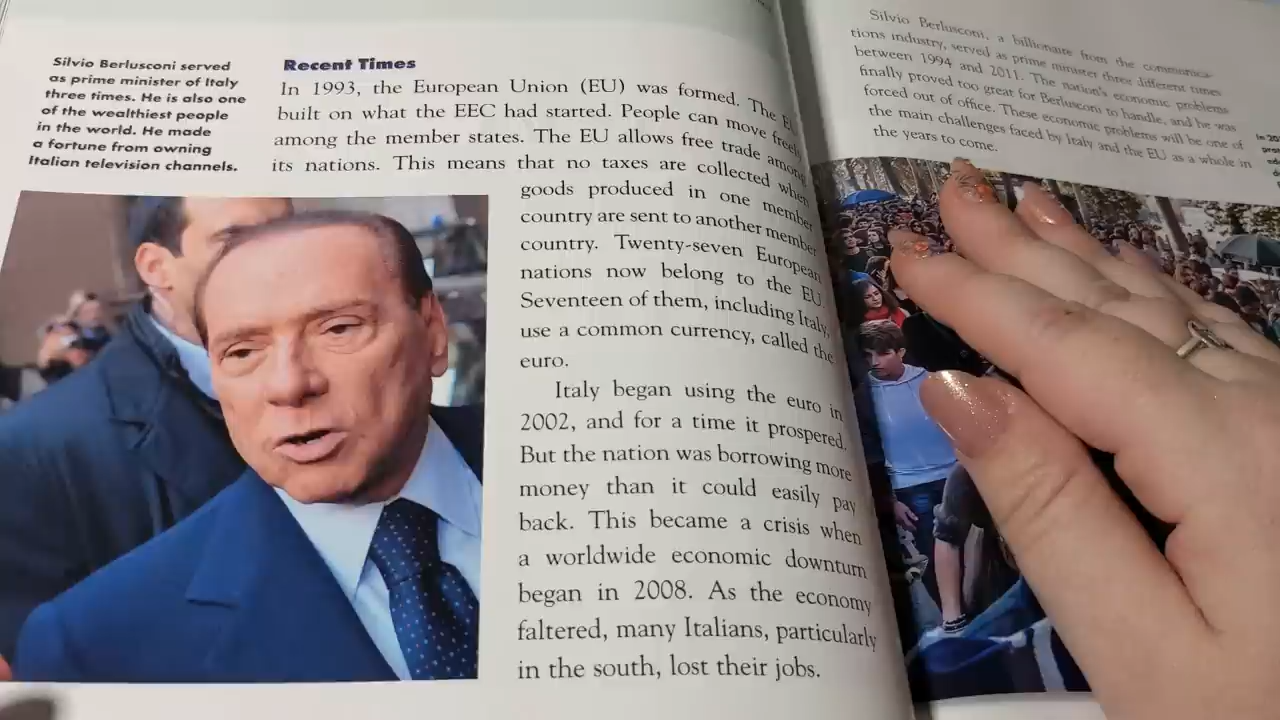 Silvio Berlusconi served
as prime minister of Italy
three times. He is also one
of the wealthiest people
in the world. He made
a fortune from owning
Italian television channels.
Recent Times
In 1993, the European Union (EU) was formed. The EU
built on what the EEC had started. People can move freely
among the member states. The EU allows free trade among
its nations. This means that no taxes are collected when
goods produced in one member
country are sent to another member
country. Twenty-seven European
nations now belong to the EU.
Seventeen of them, including Italy,
use a common currency, called the
euro.
Italy began using the euro in
2002, and for a time it prospered.
But the nation was borrowing more
money than it could easily pay
back. This became a crisis when
a worldwide economic downturn
began in 2008. As the economy
faltered, many Italians, particularly
in the south, lost their jobs.
Silvio Berlusconi, a billionaire from the communica-
tions industry, served as prime minister three different times
between 1994 and 2011. The nation's economic problems
finally proved too great for Berlusconi to handle, and he was
forced out of office. These economic problems will be one of
the main challenges faced by Italy and the EU as a whole in
the years to come.